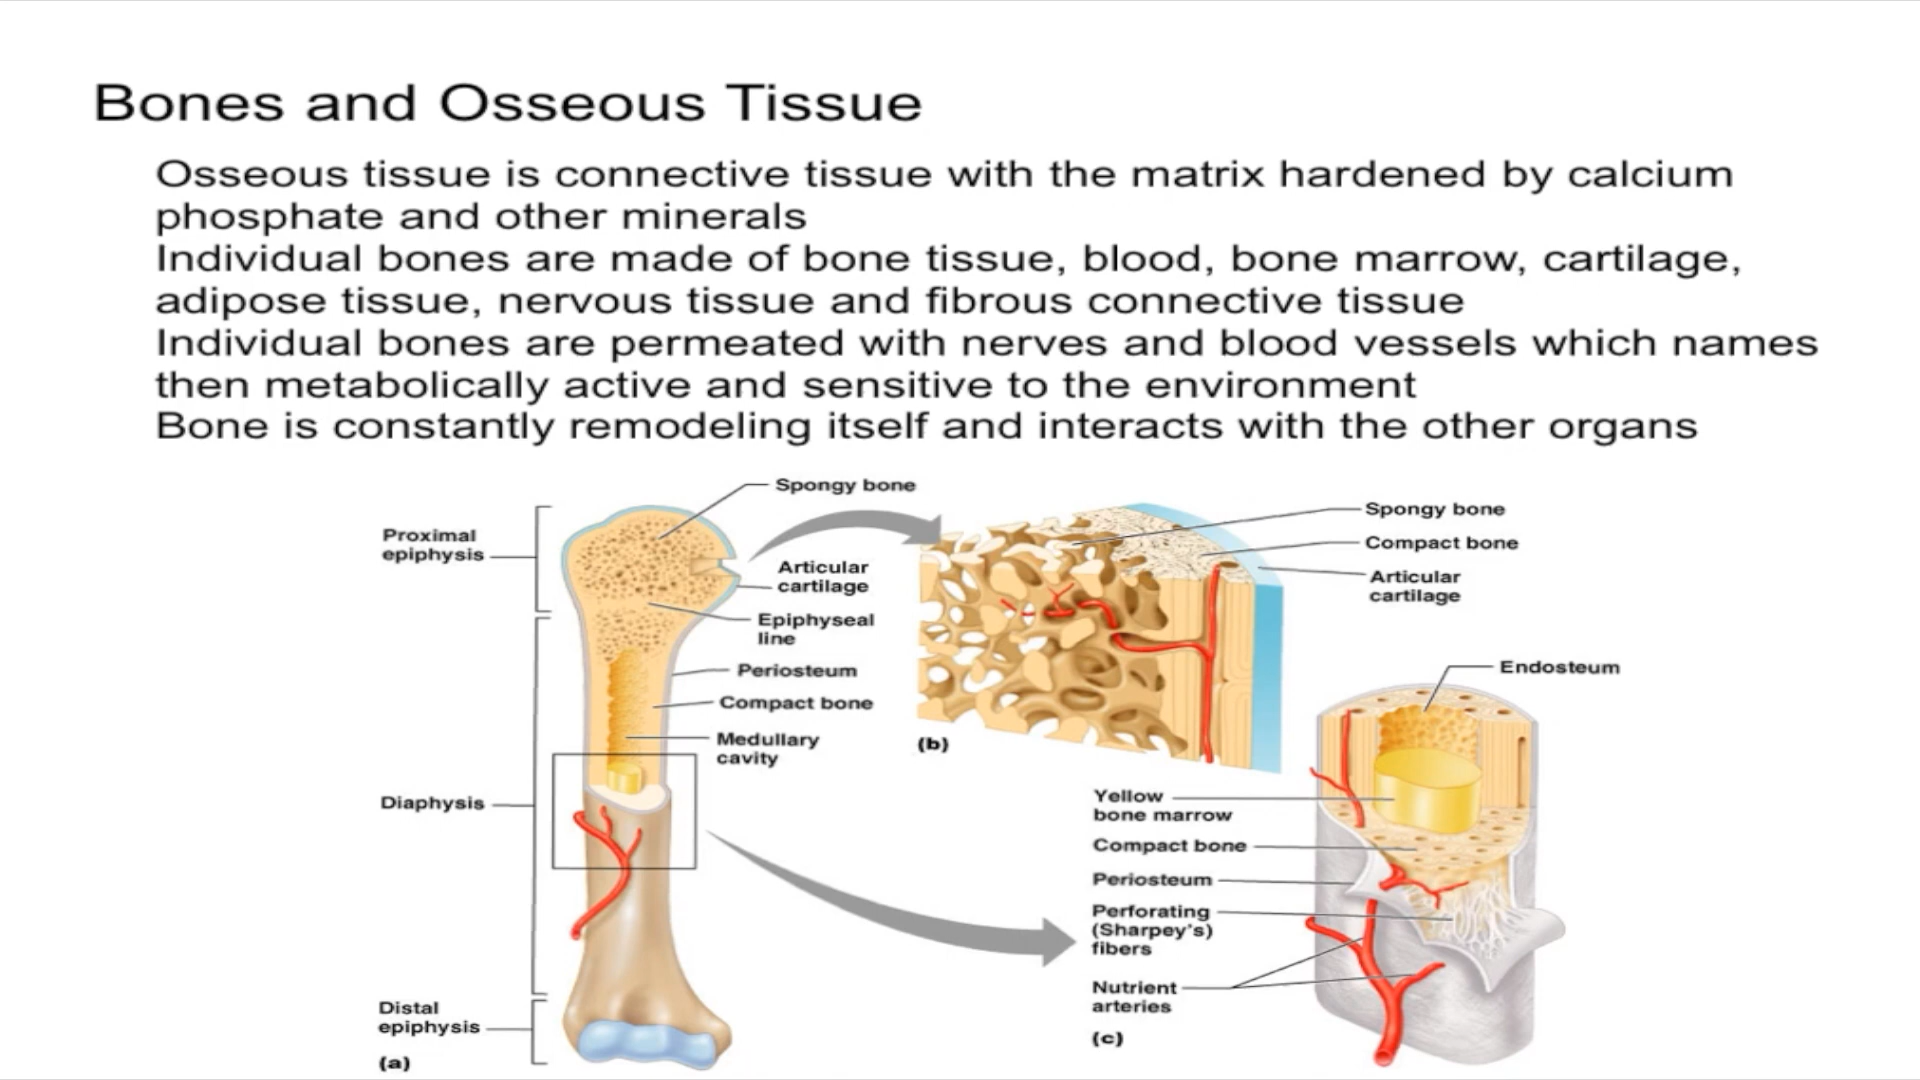 Bones and Osseous Tissue
Osseous tissue is connective tissue with the matrix hardened by calcium
phosphate and other minerals
Individual bones are made of bone tissue, blood, bone marrow, cartilage,
adipose tissue, nervous tissue and fibrous connective tissue
Individual bones are permeated with nerves and blood vessels which names
then metabolically active and sensitive to the environment
Bone is constantly remodeling itself and interacts with the other organs
Spongy bone
Proximal
epiphysis
Articular
cartilage
Epiphyseal
line
Periosteum
Compact bone
Medullary
cavity
Diaphysis
Distal
epiphysis
(a)
Spongy bone
Compact bone
Articular
cartilage
(b)
Endosteum
Yellow
bone marrow
Compact bone
Periosteum
Perforating
(Sharpey's)
fibers
Nutrient
arteries
(c)